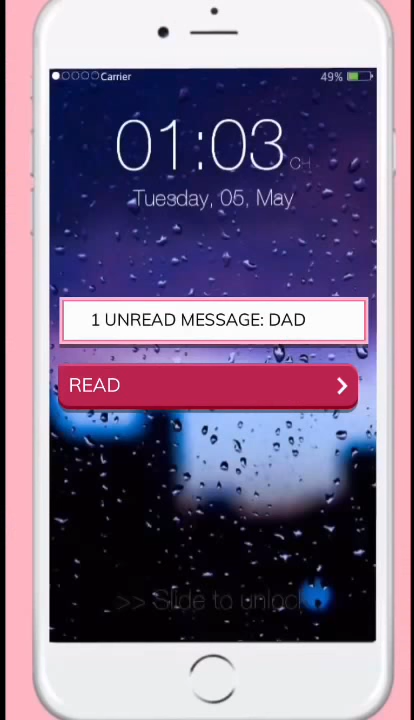 Carrier
49%
01:03
Tuesday, 05, May
1 UNREAD MESSAGE: DAD
READ
>> Slide to unlock